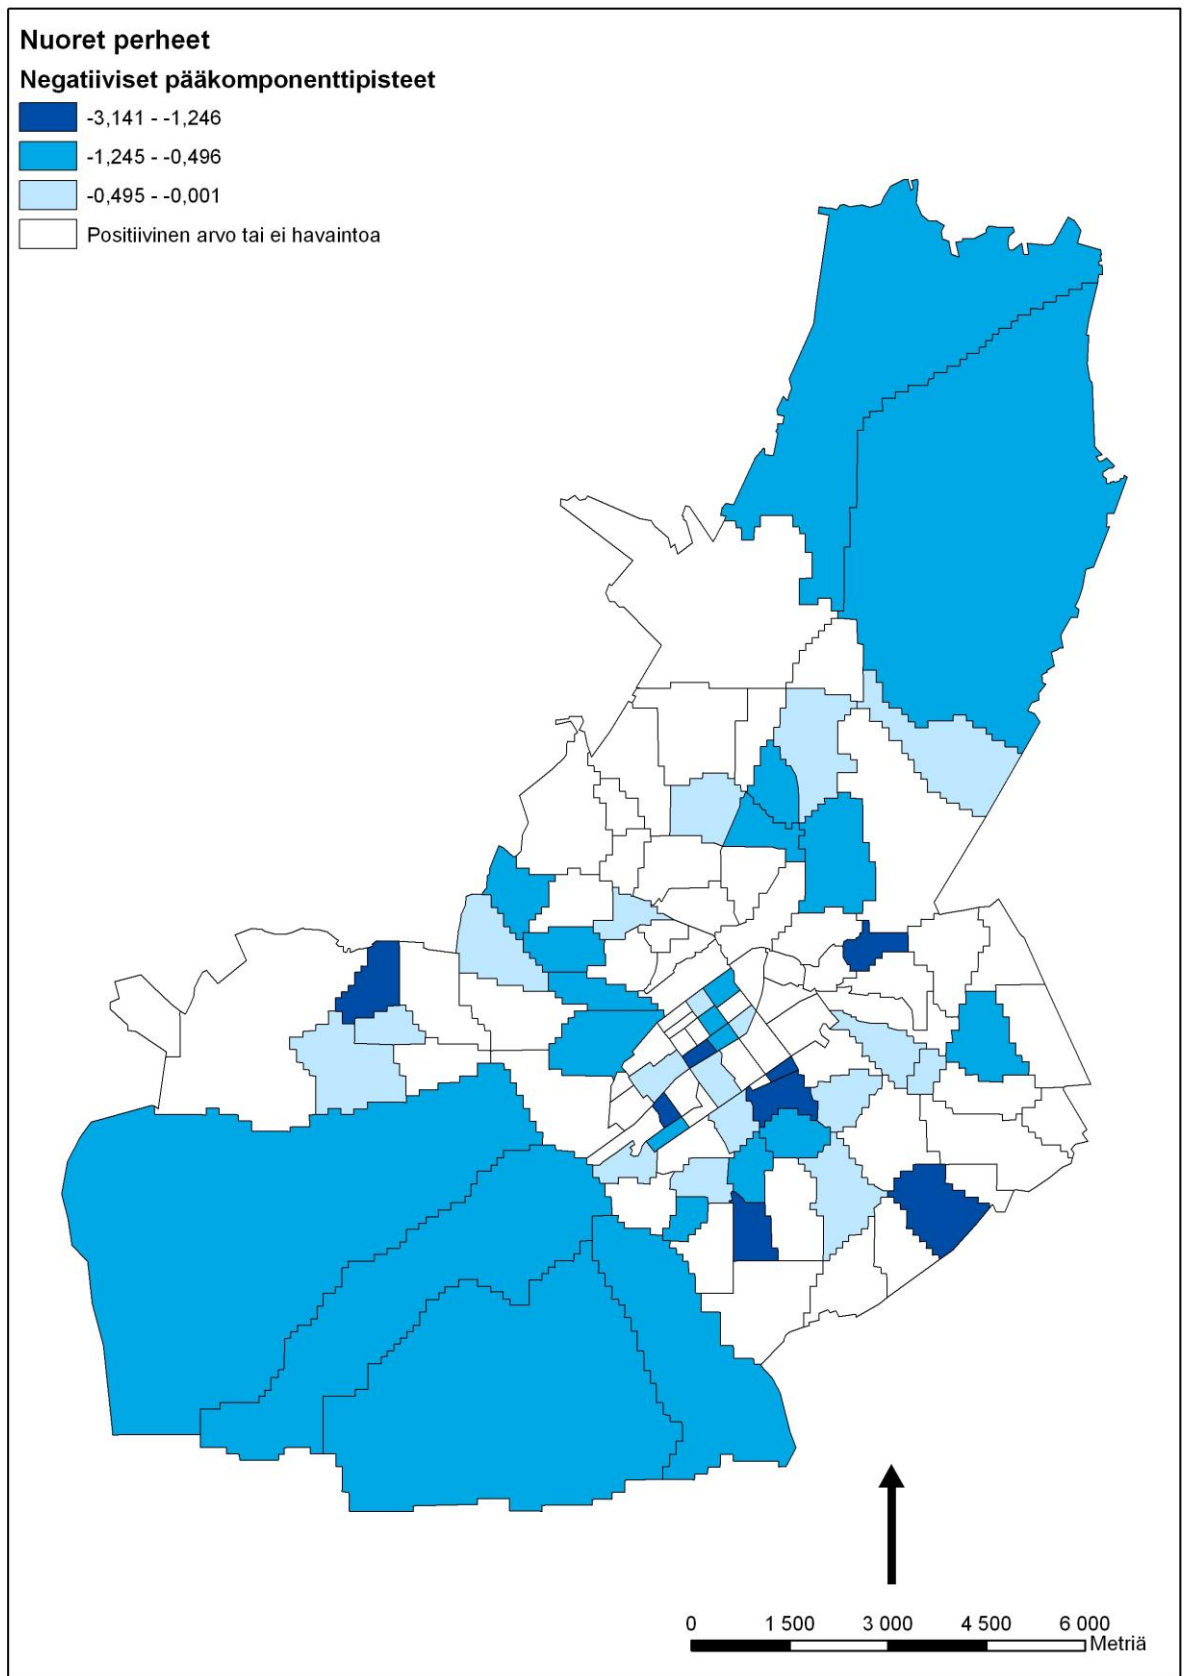 Nuoret perheet
Negatiiviset pääkomponenttipisteet
-3,141 - -1,246
-1,245 - -0,496
-0,495 - -0,001
Positiivinen arvo tai ei havaintoa
0 1 500 3 000 4 500 6 000
Metriä